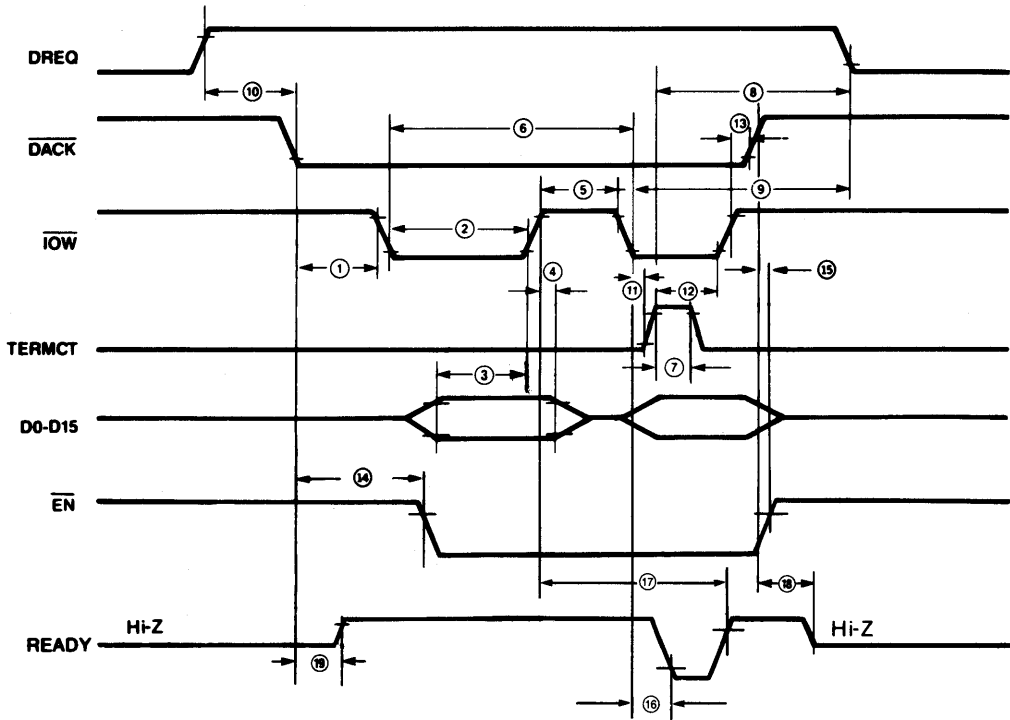 DREQ
⑩
⑧
DACK
⑥
⑬
⑤
⑨
IOW
②
①
④
⑪
⑫
⑮
TERMCT
③
⑦
D0-D15
⑭
EN
⑰
⑱
READY
Hi-Z
Hi-Z
⑲
⑯